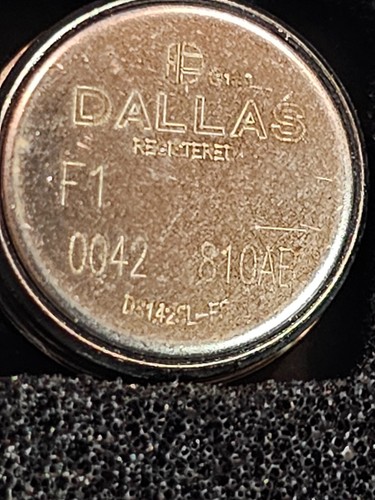 DALLAS
REGISTERED
F1
0042 810AE